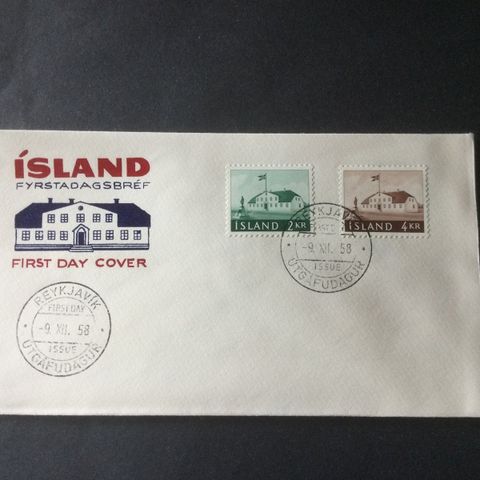 ÍSLAND
FYRSTADAGSBRÉF
FIRST DAY COVER
REYKJAVÍK
FIRST DAY
-9. XII. 58
ISSUE
ÚTGÁFUDAGUR
ÍSLAND 2 KR
ÍSLAND 4 KR
REYKJAVÍK
-9. XII. 58
ISSUE
ÚTGÁFUDAGUR